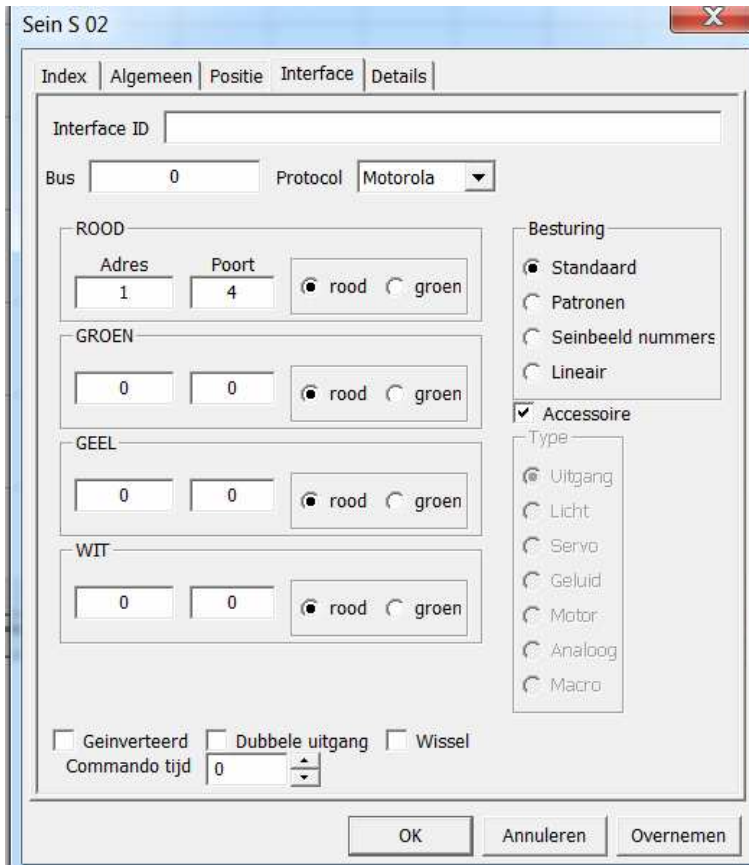 Sein S 02
X
Index Algemeen Positie Interface Details
Interface ID
Bus 0 Protocol Motorola
ROOD
Adres Poort
1 4 rood groen
GROEN
0 0 rood groen
GEEL
0 0 rood groen
WIT
0 0 rood groen
Besturing
Standaard
Patronen
Seinbeeld nummers
Lineair
Accessoire
Type
Uitgang
Licht
Servo
Geluid
Motor
Analoog
Macro
Geinverteerd Dubbele uitgang Wissel
Commando tijd 0
OK Annuleren Overnemen